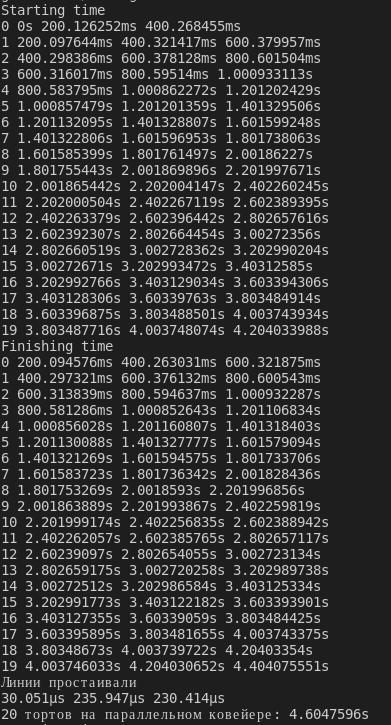 Starting time
0 0s 200.126252ms 400.268455ms
1 200.097644ms 400.321417ms 600.379957ms
2 400.298386ms 600.378128ms 800.601504ms
3 600.316017ms 800.59514ms 1.000933113s
4 800.583795ms 1.000862272s 1.201202429s
5 1.000857479s 1.201201359s 1.401329506s
6 1.201132095s 1.401328807s 1.601599248s
7 1.401322806s 1.601596953s 1.801738063s
8 1.601585399s 1.801761497s 2.00186227s
9 1.801755443s 2.001869896s 2.201997671s
10 2.001865442s 2.202004147s 2.402260245s
11 2.202000504s 2.402267119s 2.602389395s
12 2.402263379s 2.602396442s 2.802657616s
13 2.602392307s 2.802664454s 3.00272356s
14 2.802660519s 3.002728362s 3.202990204s
15 3.00272671s 3.202993472s 3.40312585s
16 3.202992766s 3.403129034s 3.603394306s
17 3.403128306s 3.60339763s 3.803484914s
18 3.603396875s 3.803488501s 4.003743934s
19 3.803487716s 4.003748074s 4.204033988s
Finishing time
0 200.094576ms 400.263031ms 600.321875ms
1 400.297321ms 600.376132ms 800.600543ms
2 600.313839ms 800.594637ms 1.000932287s
3 800.581286ms 1.000852643s 1.201106834s
4 1.000856028s 1.201160807s 1.401318403s
5 1.201130088s 1.401327777s 1.601579094s
6 1.401321269s 1.601594575s 1.801733706s
7 1.601583723s 1.801736342s 2.001828436s
8 1.801753269s 2.0018593s 2.201996856s
9 2.001863889s 2.201993867s 2.402259819s
10 2.201999174s 2.402256835s 2.602388942s
11 2.402262057s 2.602385765s 2.802657117s
12 2.60239097s 2.802654055s 3.002723134s
13 2.802659175s 3.002720258s 3.202989738s
14 3.00272512s 3.202986584s 3.403125334s
15 3.202991773s 3.403122182s 3.603393901s
16 3.403127355s 3.60339059s 3.803484425s
17 3.603395895s 3.803481655s 4.003743375s
18 3.80348673s 4.003739722s 4.20403354s
19 4.003746033s 4.204030652s 4.404075551s
Линии простаивали
30.051µs 235.947µs 230.414µs
20 тортов на параллельном ковейере: 4.6047596s